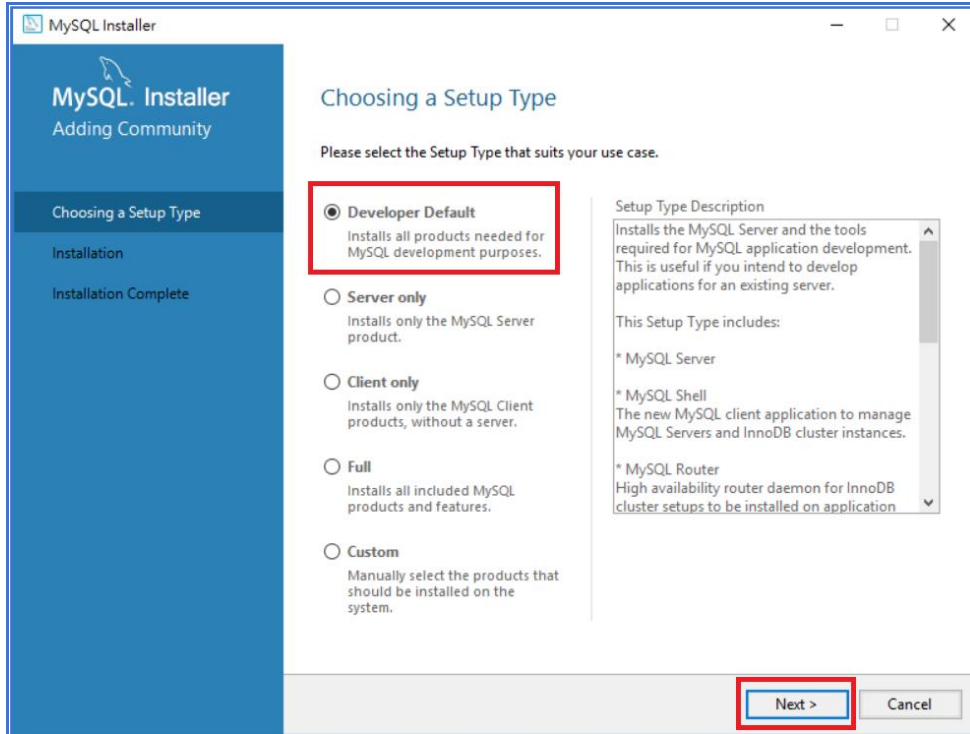 MySQL Installer
MySQL. Installer
Adding Community
Choosing a Setup Type
Installation
Installation Complete
Choosing a Setup Type
Please select the Setup Type that suits your use case.
Developer Default
Installs all products needed for
MySQL development purposes.
Server only
Installs only the MySQL Server
product.
Client only
Installs only the MySQL Client
products, without a server.
Full
Installs all included MySQL
products and features.
Custom
Manually select the products that
should be installed on the
system.
Setup Type Description
Installs the MySQL Server and the tools
required for MySQL application development.
This is useful if you intend to develop
applications for an existing server.
This Setup Type includes:
* MySQL Server
* MySQL Shell
The new MySQL client application to manage
MySQL Servers and InnoDB cluster instances.
* MySQL Router
High availability router daemon for InnoDB
cluster setups to be installed on application
Next >
Cancel